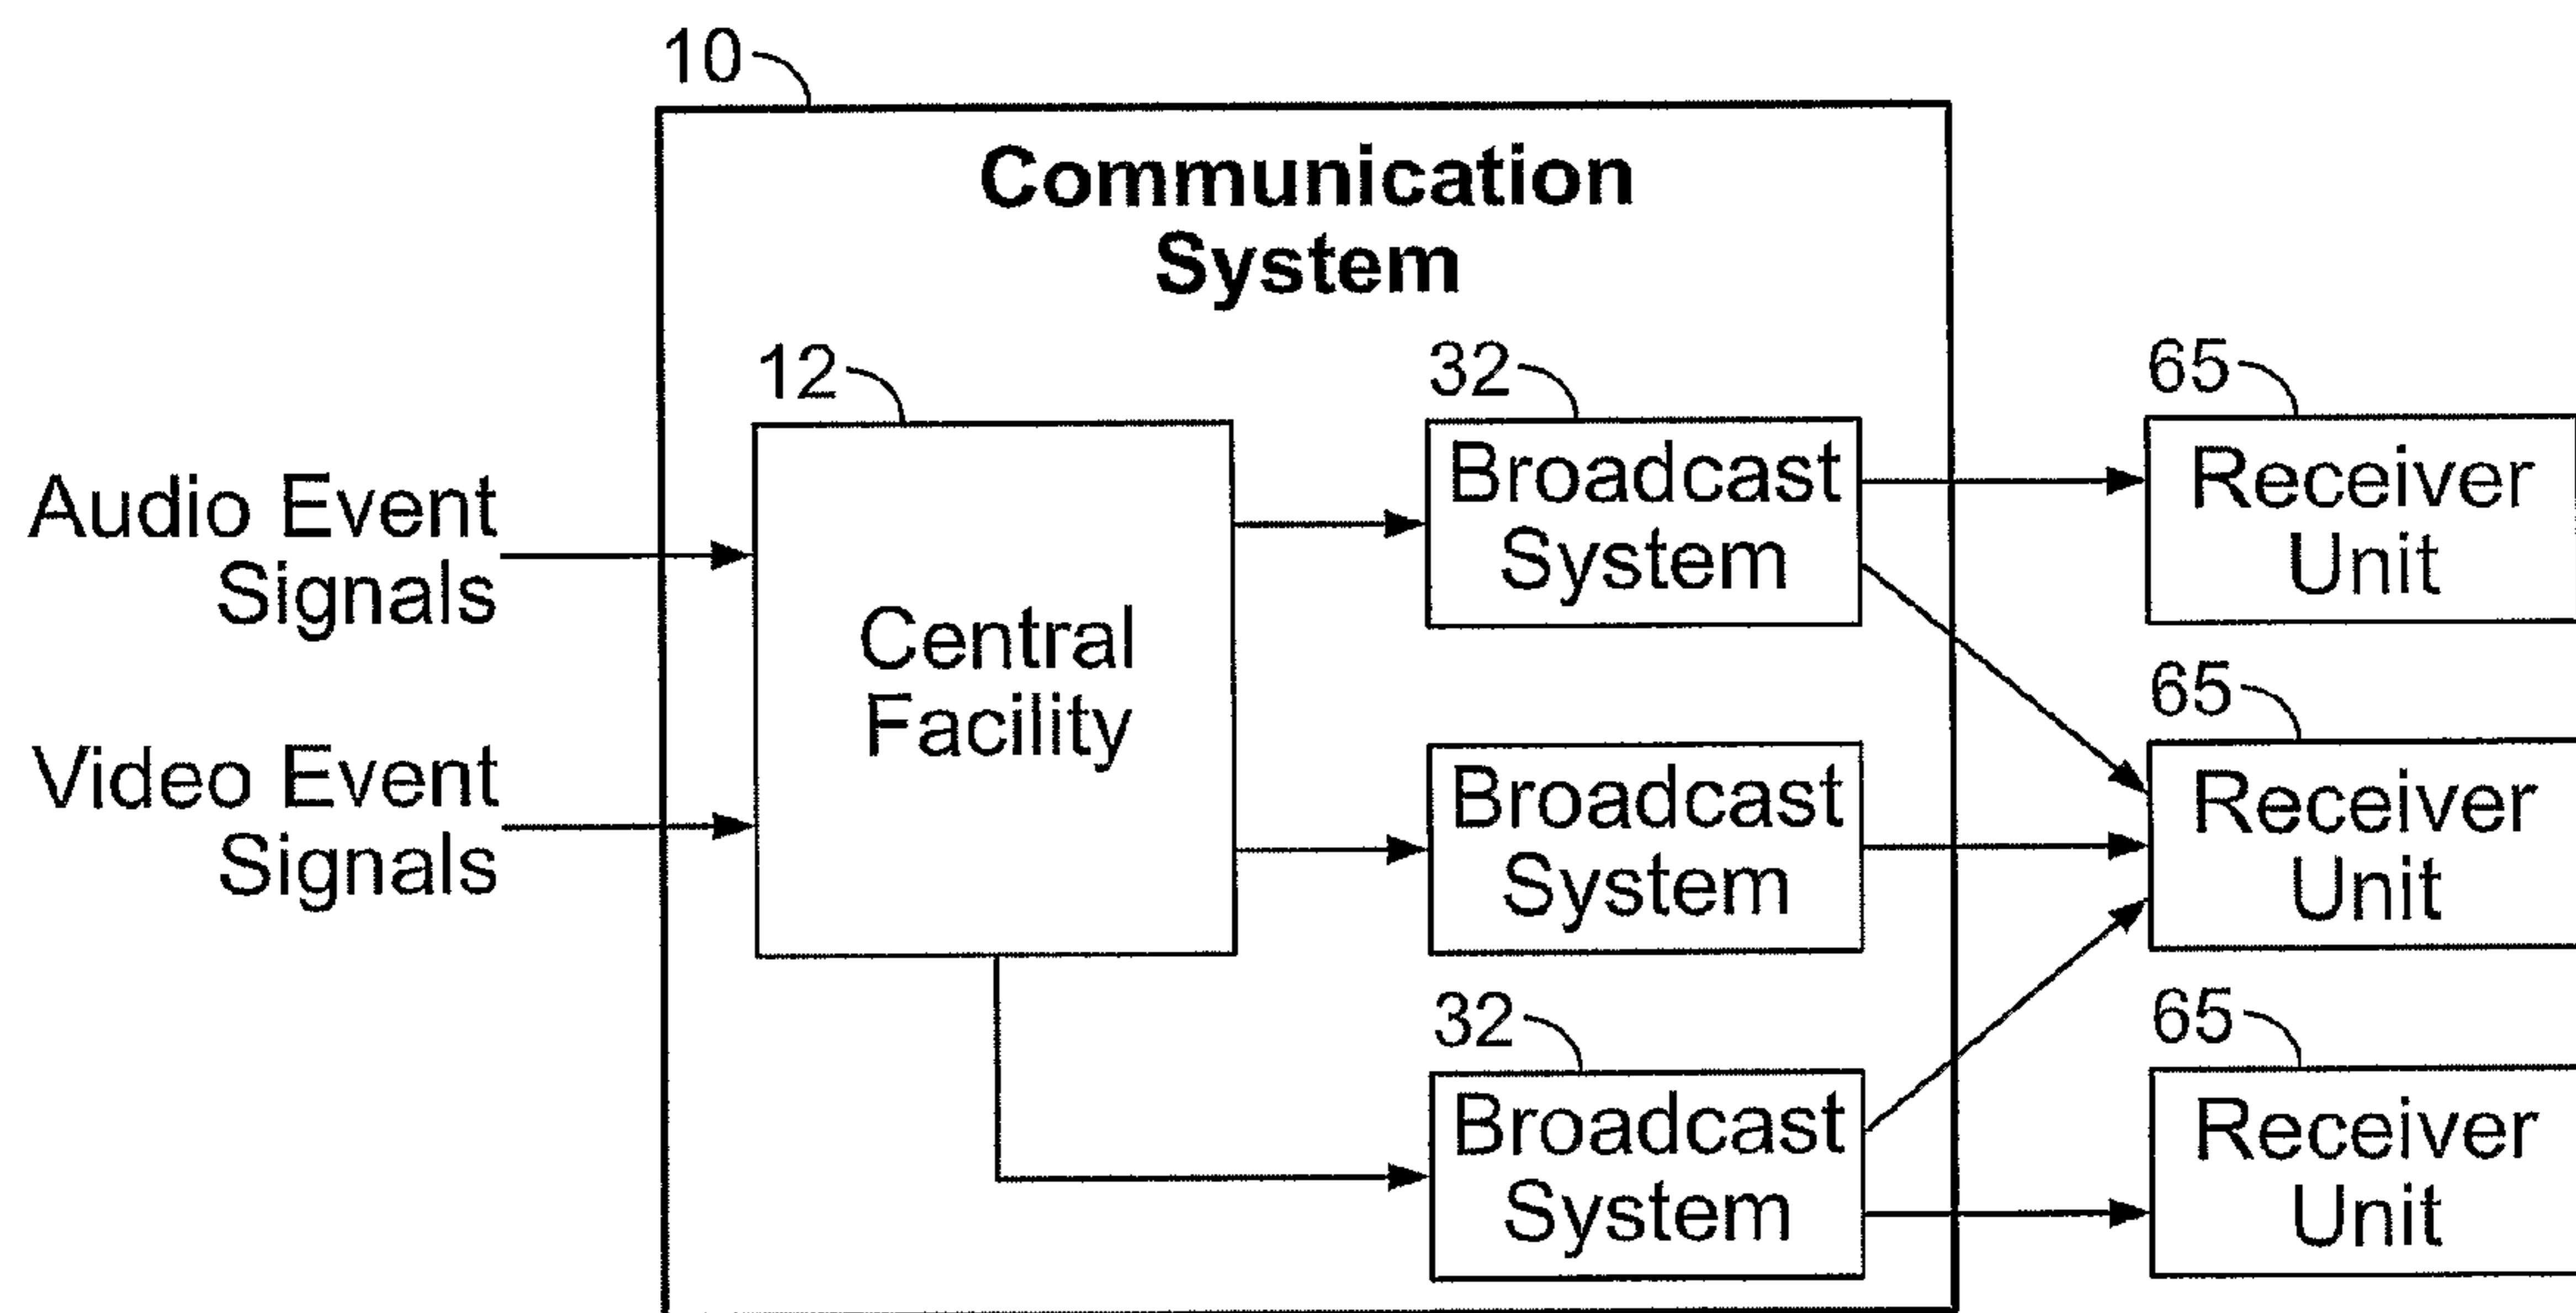 10
Communication
System
12
32
65
Audio Event
Signals
Central
Facility
Broadcast
System
Receiver
Unit
65
Video Event
Signals
Broadcast
System
Receiver
Unit
32
65
Broadcast
System
Receiver
Unit